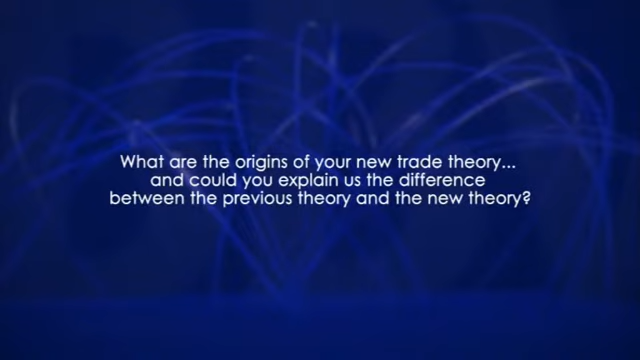 What are the origins of your new trade theory...
and could you explain us the difference
between the previous theory and the new theory?